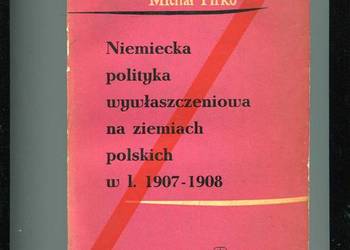 Michał Pirko
Niemiecka
polityka
wywłaszczeniowa
na ziemiach
polskich
w l. 1907-1908